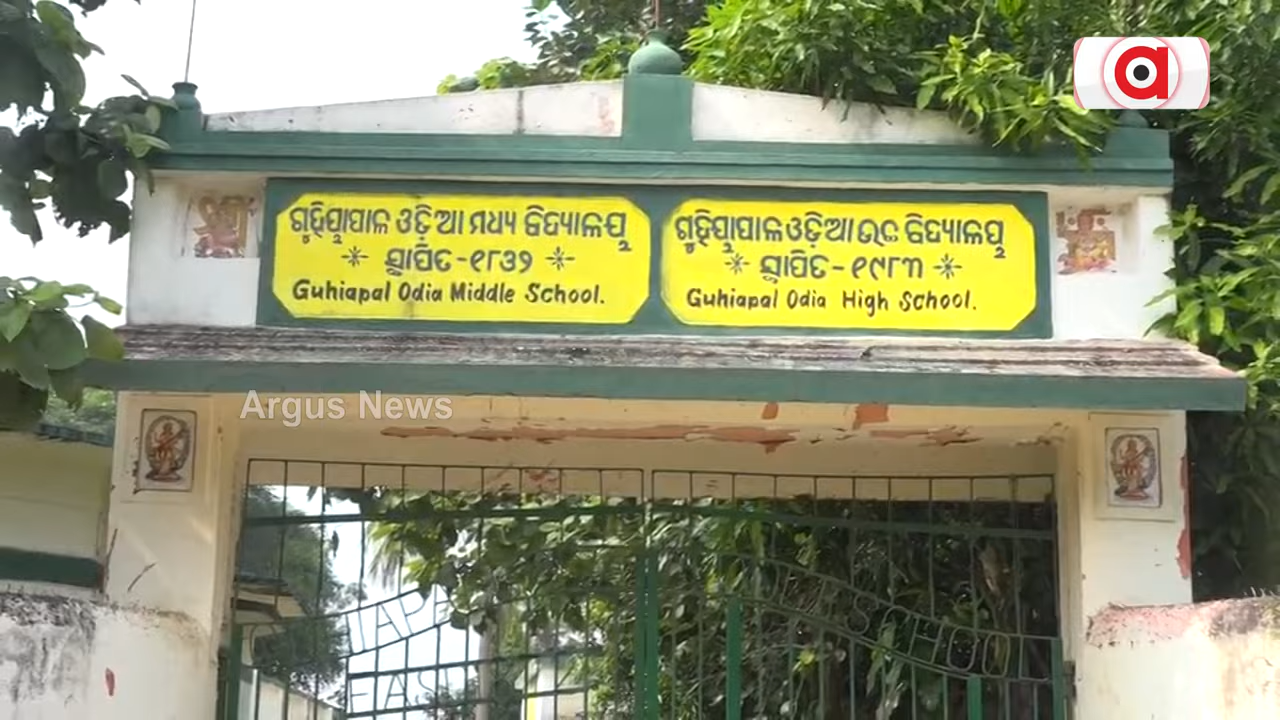 ଗୁହିଆପାଳ ଓଡ଼ିଆ ମଧ୍ୟ ବିଦ୍ୟାଳୟ
ସ୍ଥାପିତ-୧୮୩୨
Guhiapal Odia Middle School.
ଗୁହିଆପାଳ ଓଡ଼ିଆ ଉଚ୍ଚ ବିଦ୍ୟାଳୟ
ସ୍ଥାପିତ-୧୯୮୩
Guhiapal Odia High School.
Argus News